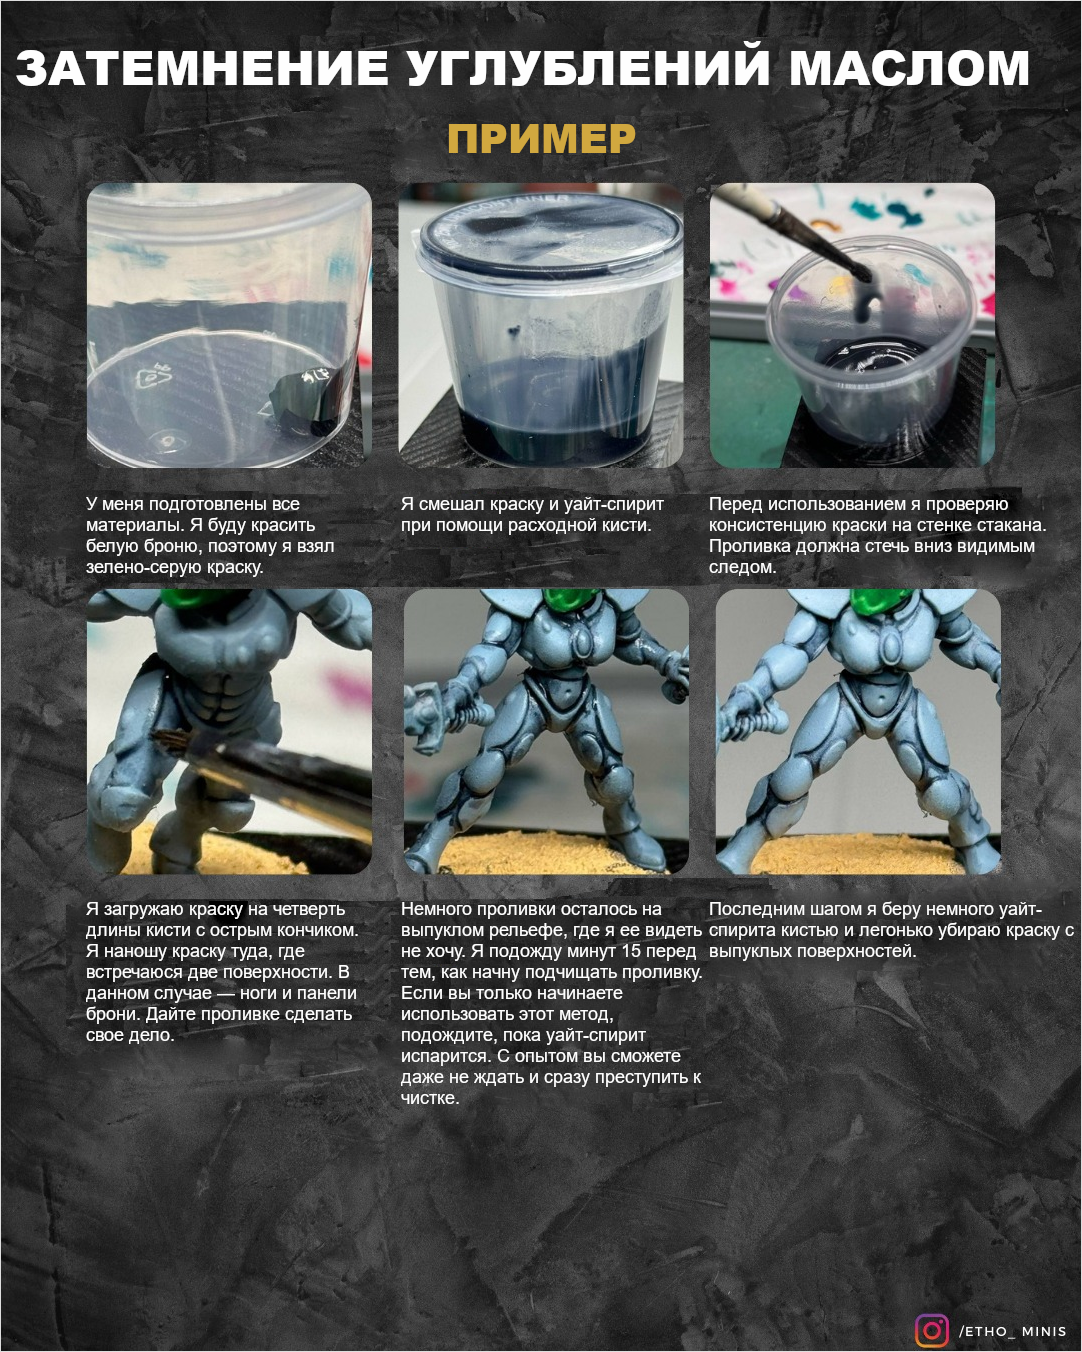 ЗАТЕМНЕНИЕ УГЛУБЛЕНИЙ МАСЛОМ
ПРИМЕР
У меня подготовлены все
материалы. Я буду красить
белую броню, поэтому я взял
зелено-серую краску.
Я смешал краску и уайт-спирит
при помощи расходной кисти.
Перед использованием я проверяю
консистенцию краски на стенке стакана.
Проливка должна стечь вниз видимым
следом.
Я загружаю краску на четверть
длины кисти с острым кончиком.
Я наношу краску туда, где
встречаюся две поверхности. В
данном случае — ноги и панели
брони. Дайте проливке сделать
свое дело.
Немного проливки осталось на
выпуклом рельефе, где я ее видеть
не хочу. Я подожду минут 15 перед
тем, как начну подчищать проливку.
Если вы только начинаете
использовать этот метод,
подождите, пока уайт-спирит
испарится. С опытом вы сможете
даже не ждать и сразу преступить к
чистке.
Последним шагом я беру немного уайт-
спирита кистью и легонько убираю краску с
выпуклых поверхностей.
/ETHO_ MINIS